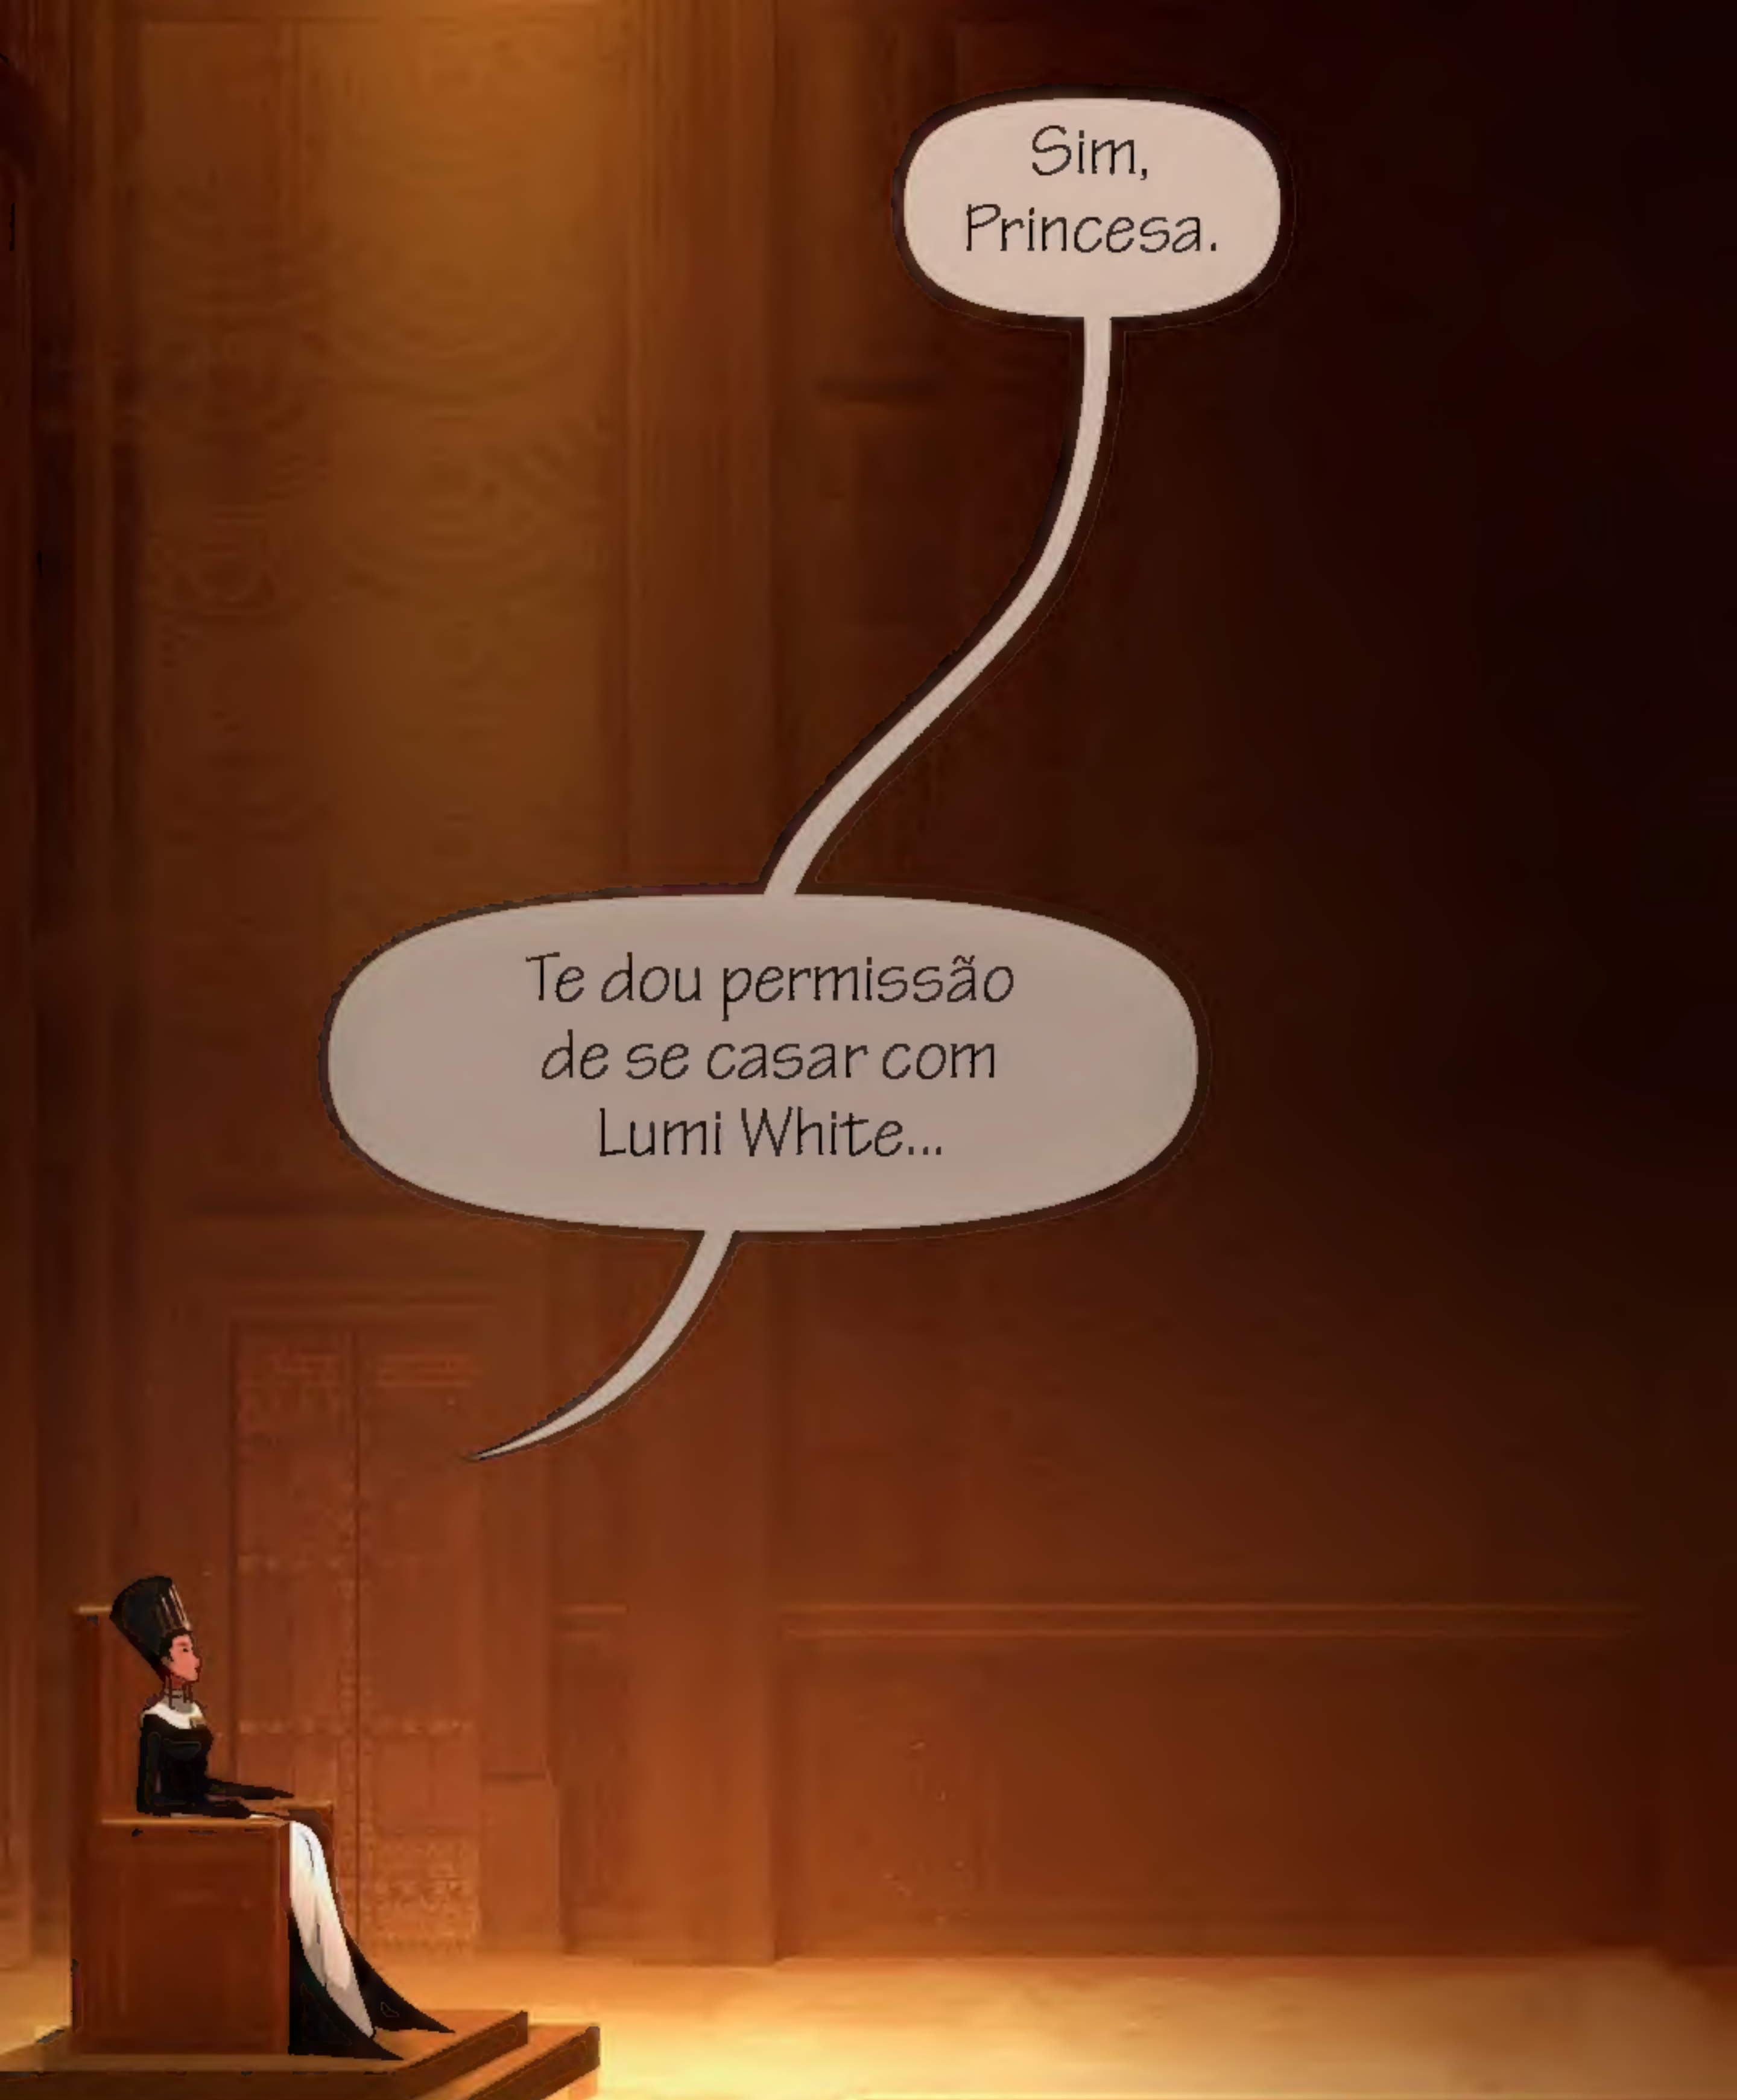 Sim,
Princesa.
Te dou permissão
de se casar com
Lumi White...